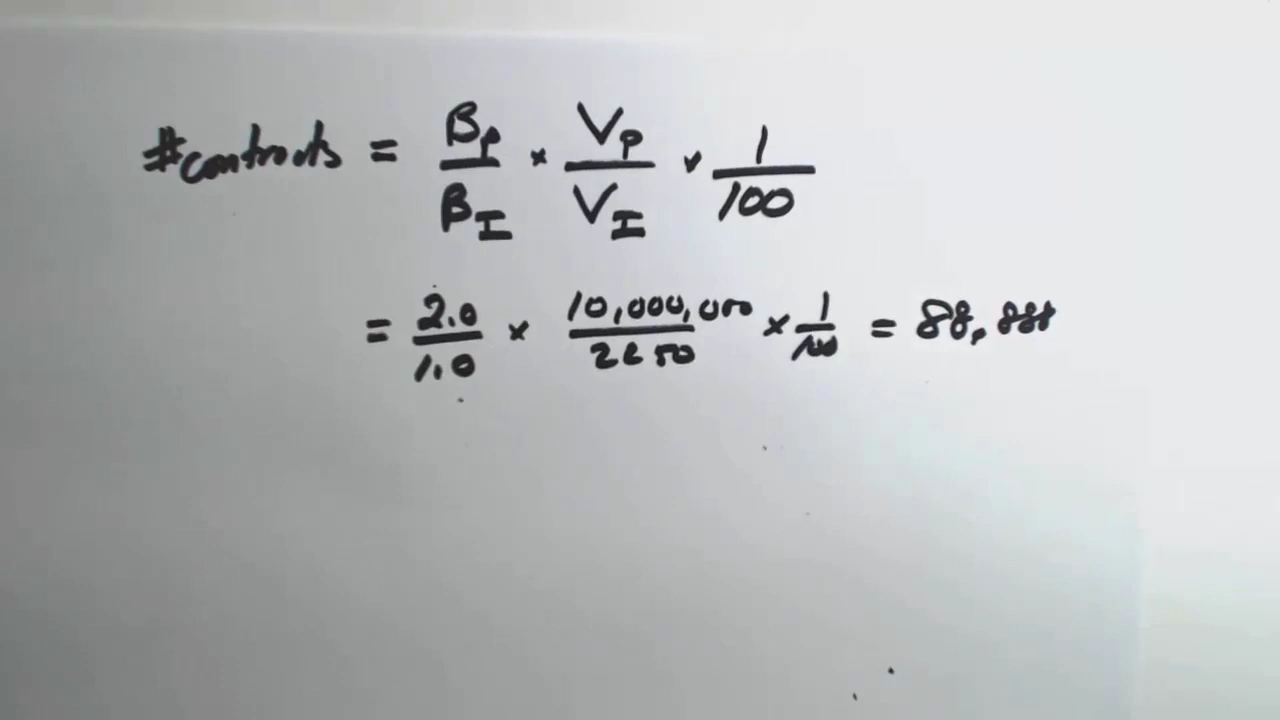 #contracts = βp/βI × Vp/VI × 1/100
= 2.0/1.0 × 10,000,000/2250 × 1/100 = 88.888